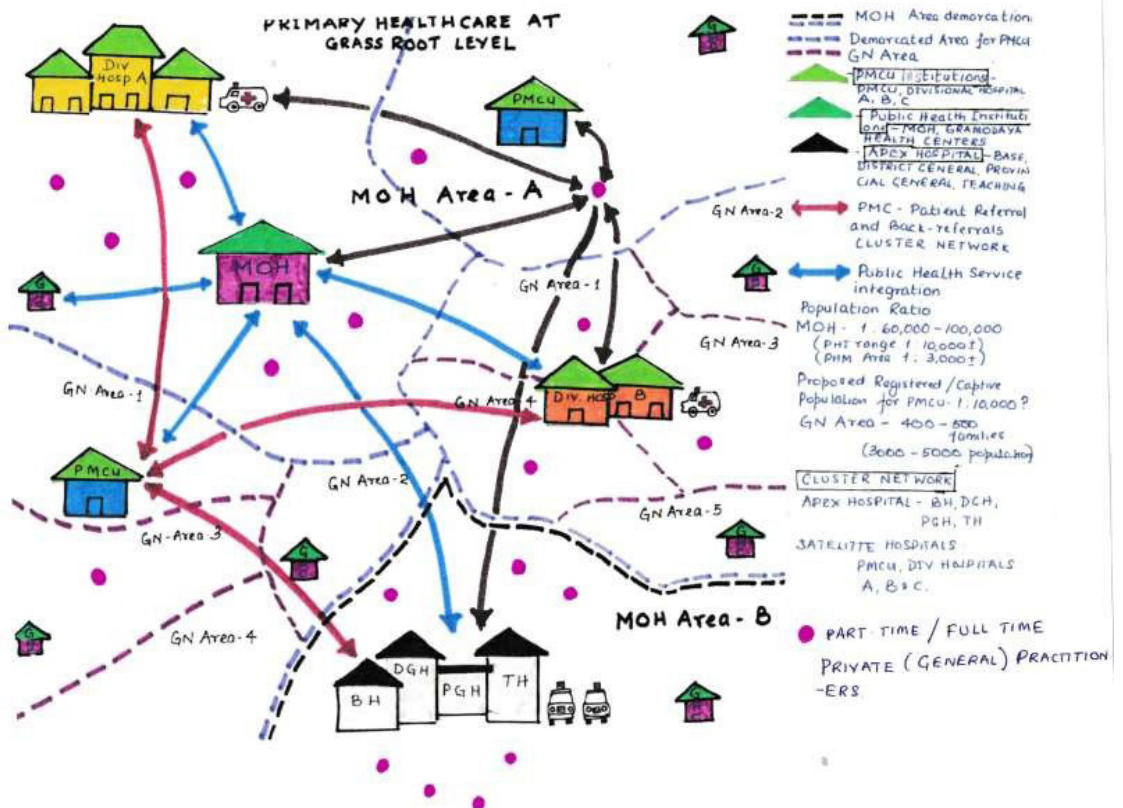 PRIMARY HEALTHCARE AT
GRASS ROOT LEVEL
DIV
HOSP A
PMCU
MOH Area - A
GN Area-2
MOH
G
GN Area -1
G
GN Area-3
GN Area-1
GN Area 4
DIV. HOSP
B
PMCU
GN Area-2
GN Area-5
GN-Area-3
GN Area-4
MOH Area - B
BH
DGH
PGH
TH
G
G
G
G
G
MOH Area demarcation
Demarcated Area for PMCU
GN Area
PMCU Institutions -
PMCU, DIVISIONAL HOSPITAL
A, B, C
- Public Health Instituti
ons - MOH, GRAMODAYA
HEALTH CENTERS
- APEX HOSPITAL - BASE,
DISTRICT GENERAL, PROVIN
CIAL GENERAL, TEACHING
PMC - Patient Referral
and Back-referrals
CLUSTER NETWORK
Public Health Service
integration
Population Ratio
MOH - 1: 60,000 - 100,000
(PHI range 1: 10,000±)
(PHM Area 1: 3,000±)
Proposed Registered / Captive
Population for PMCU- 1:10,000?
GN Area - 400 - 500
families
(3000 - 5000 population)
CLUSTER NETWORK
APEX HOSPITAL - BH, DGH,
PGH, TH
SATELITTE HOSPITALS
PMCU, DIV HOSPITALS
A, B & C.
PART TIME / FULL TIME
PRIVATE (GENERAL) PRACTITION
-ERS